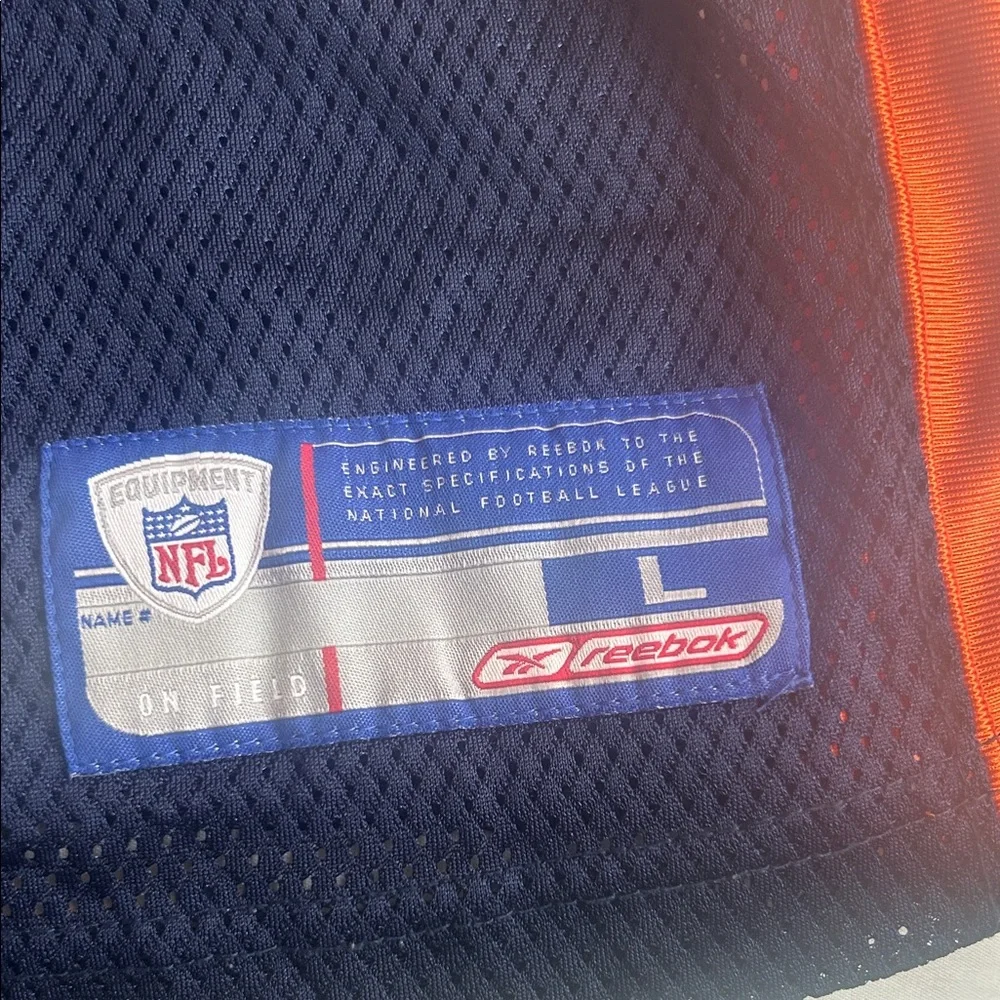 EQUIPMENT
NFL
ENGINEERED BY REEBOK TO THE
EXACT SPECIFICATIONS OF THE
NATIONAL FOOTBALL LEAGUE
NAME #
L
reebok
ON FIELD